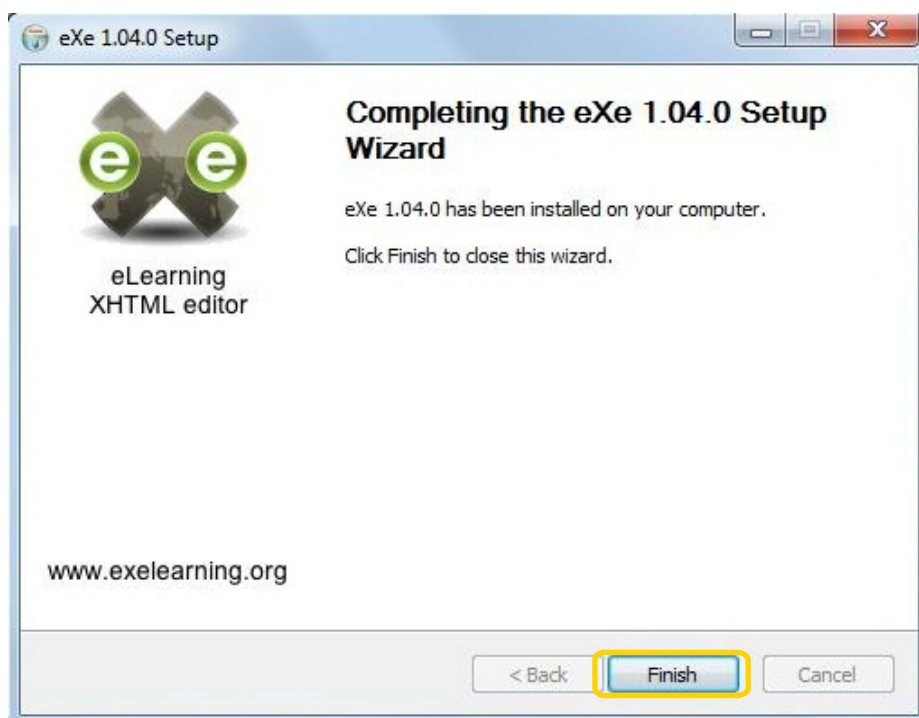 eXe 1.04.0 Setup
X
e e
eLearning
XHTML editor
Completing the eXe 1.04.0 Setup
Wizard
eXe 1.04.0 has been installed on your computer.
Click Finish to close this wizard.
www.exelearning.org
< Back Finish Cancel